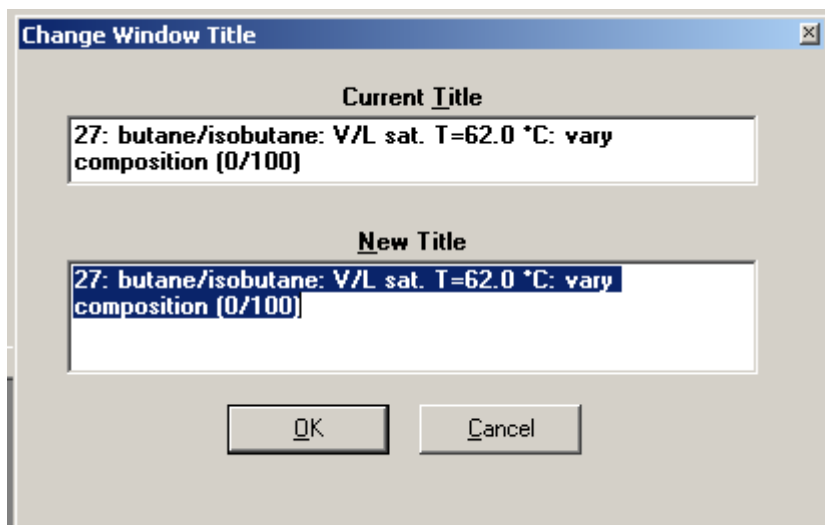 Change Window Title
Current Title
27: butane/isobutane: V/L sat. T=62.0 °C: vary
composition (0/100)
New Title
27: butane/isobutane: V/L sat. T=62.0 °C: vary
composition (0/100)
OK
Cancel